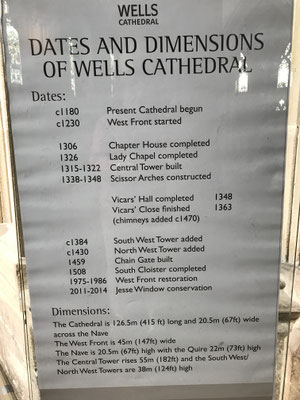 WELLS
CATHEDRAL
DATES AND DIMENSIONS
OF WELLS CATHEDRAL
Dates:
c1180 Present Cathedral begun
c1230 West Front started
1306 Chapter House completed
1326 Lady Chapel completed
1315-1322 Central Tower built
1338-1348 Scissor Arches constructed
Vicars' Hall completed 1348
Vicars' Close finished 1363
(chimneys added c1470)
c1384 South West Tower added
c1430 North West Tower added
1459 Chain Gate built
1508 South Cloister completed
1975-1986 West Front restoration
2011-2014 Jesse Window conservation
Dimensions:
The Cathedral is 126.5m (415 ft) long and 20.5m (67ft) wide
across the Nave
The West Front is 45m (147ft) wide
The Nave is 20.5m (67ft) high with the Quire 22m (73ft) high
The Central Tower rises 55m (182ft) and the South West/
North West Towers are 38m (124ft) high